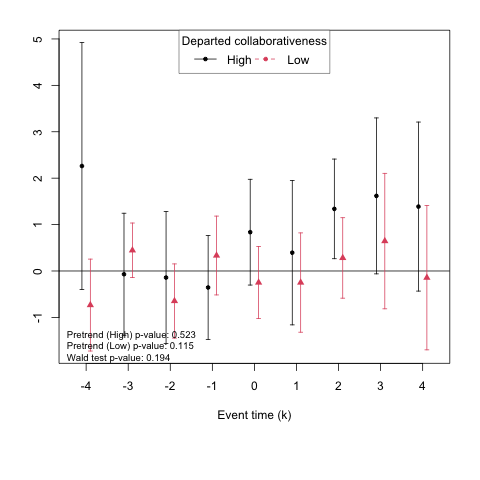 Departed collaborativeness
High Low
5
4
3
2
1
0
-1
Pretrend (High) p-value: 0.523
Pretrend (Low) p-value: 0.115
Wald test p-value: 0.194
-4 -3 -2 -1 0 1 2 3 4
Event time (k)